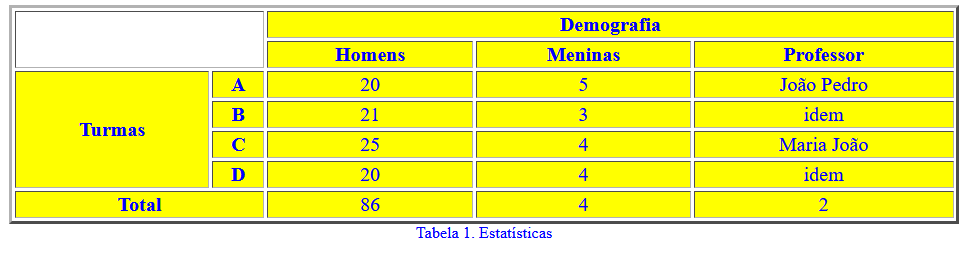 Demografia
Homens Meninas Professor
Turmas A 20 5 João Pedro
B 21 3 idem
C 25 4 Maria João
D 20 4 idem
Total 86 4 2
Tabela 1. Estatísticas